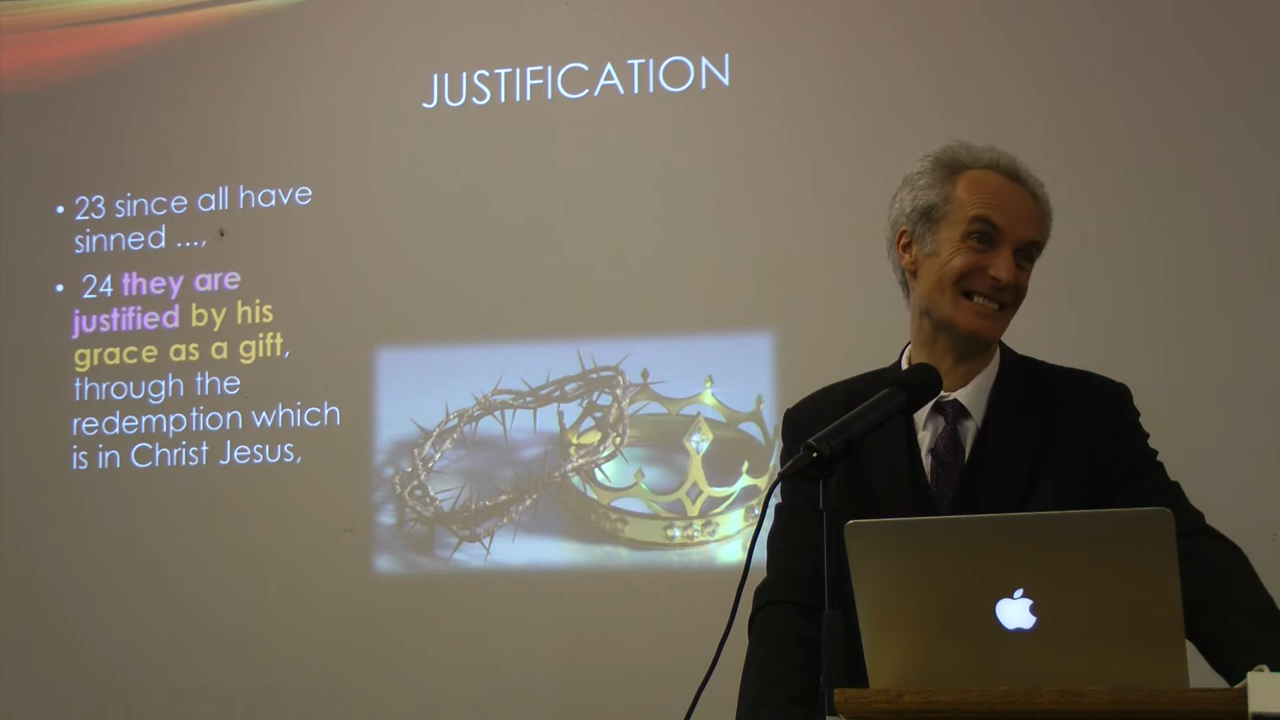 JUSTIFICATION
• 23 since all have
sinned ...,
• 24 they are
justified by his
grace as a gift,
through the
redemption which
is in Christ Jesus,